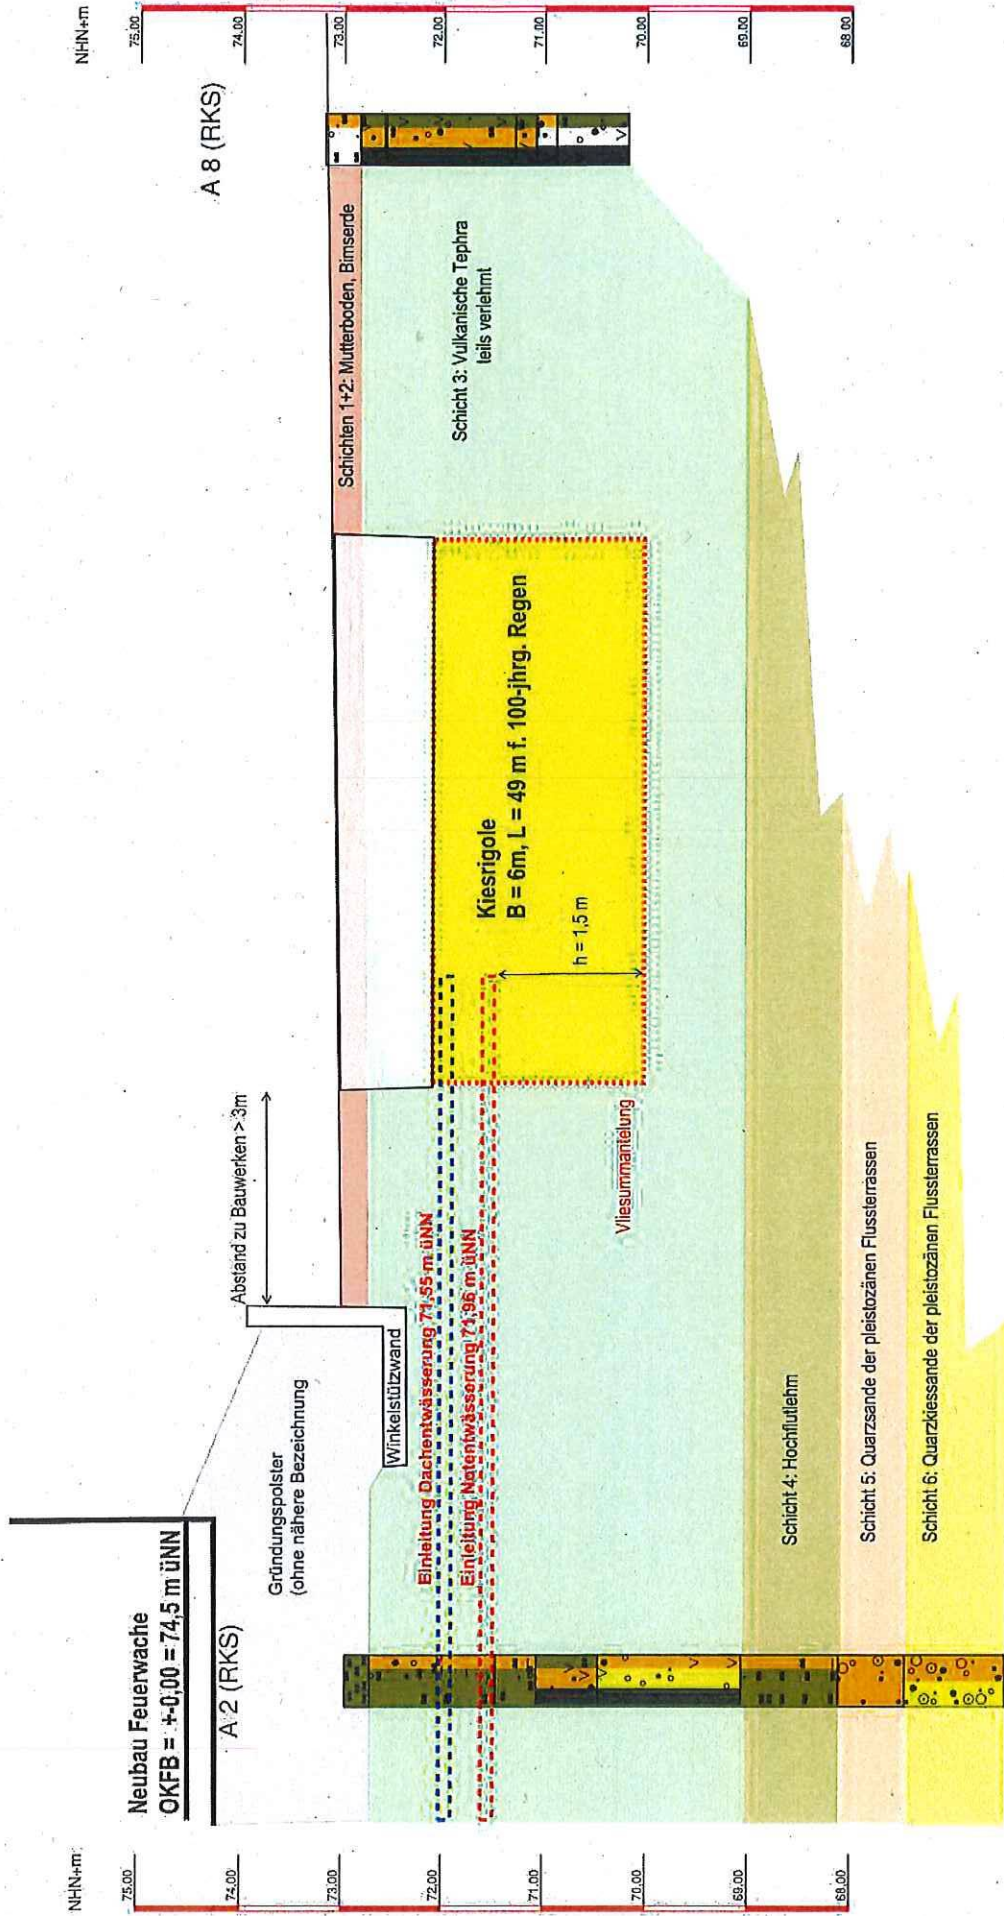 NHN+m
75.00
74.00
73.00
72.00
71.00
70.00
69.00
68.00
Neubau Feuerwache
OKFB = +-0,00 = 74,5 m üNN
A 2 (RKS)
Gründungspolster
(ohne nähere Bezeichnung
Winkelstützwand
Abstand zu Bauwerken > 3m
Einleitung Dachentwässerung 71,55 m üNN
Einleitung Notentwässerung 71,96 m üNN
Vliesummantelung
Kiesrigole
B = 6m, L = 49 m f. 100-jhrg. Regen
h = 1,5 m
Schichten 1+2: Mutterboden, Bimserde
Schicht 3: Vulkanische Tephra
teils verlehmt
Schicht 4: Hochflutlehm
Schicht 5: Quarzsande der pleistozänen Flussterrassen
Schicht 6: Quarzkiessande der pleistozänen Flussterrassen
A 8 (RKS)
NHN+m
75.00
74.00
73.00
72.00
71.00
70.00
69.00
68.00